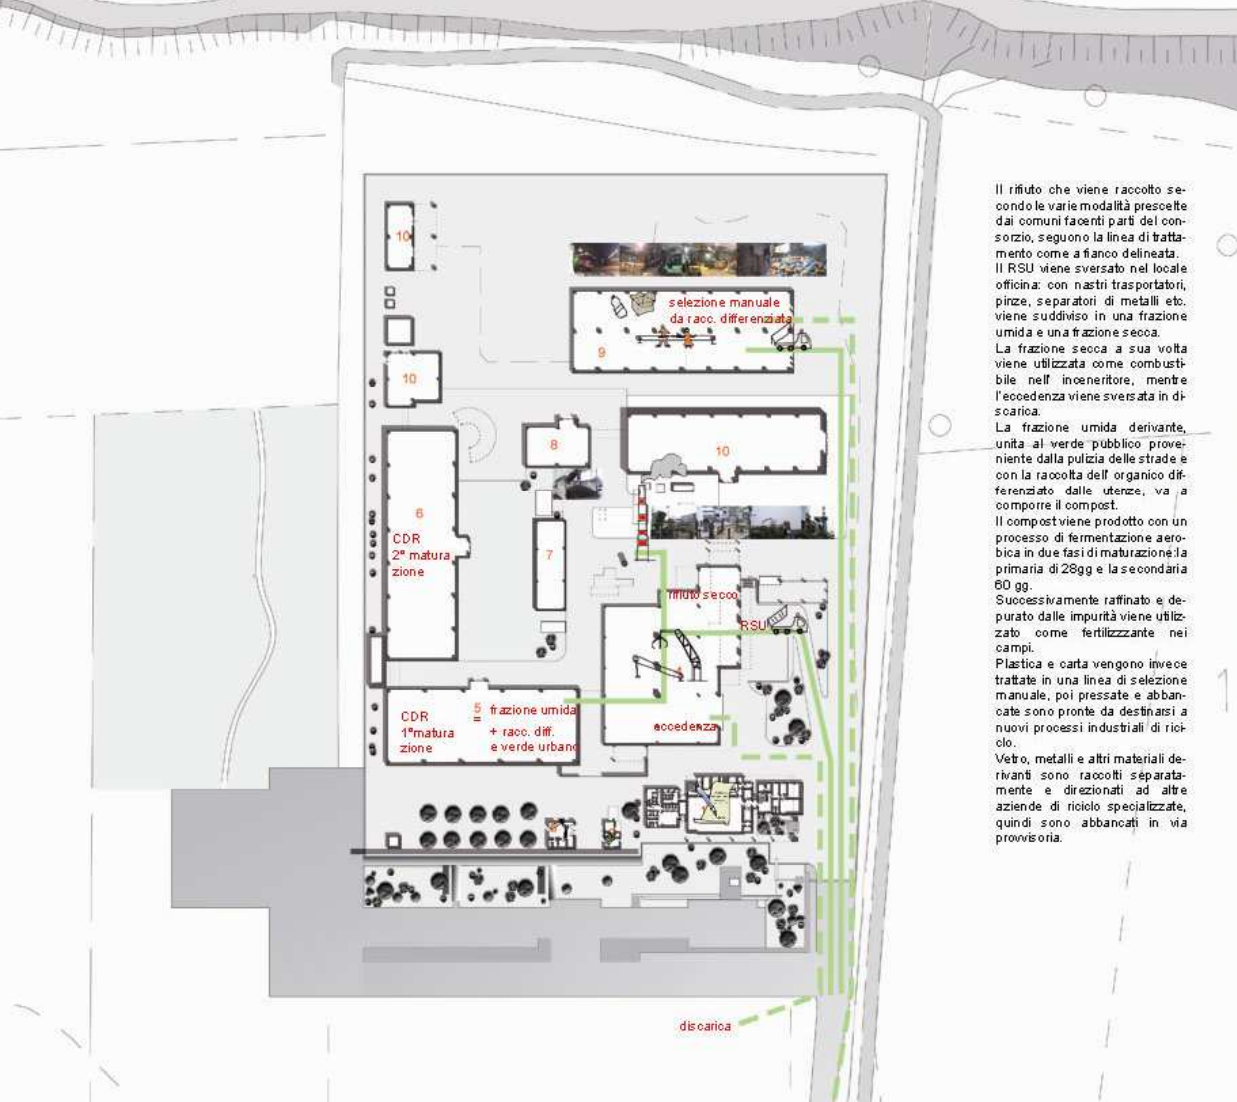 10
selezione manuale
da racc. differenziata
9
10
8
10
6
CDR
2° matura
zione
7
rifiuto secco
RSU
5
frazione umida
+ racc. diff.
e verde urbano
CDR
1°matura
zione
eccedenza
discarica
Il rifiuto che viene raccolto se-
condo le varie modalità prescelte
dai comuni facenti parti del con-
sorzio, seguono la linea di tratta-
mento come a fianco delineata.
Il RSU viene sversato nel locale
officina: con nastri trasportatori,
pinze, separatori di metalli etc.
viene suddiviso in una frazione
umida e una frazione secca.
La frazione secca a sua volta
viene utilizzata come combusti-
bile nell' inceneritore, mentre
l'eccedenza viene sversata in di-
scarica.
La frazione umida derivante,
unita al verde pubblico prove-
niente dalla pulizia delle strade e
con la raccolta dell' organico dif-
ferenziato dalle utenze, va a
comporre il compost.
Il compost viene prodotto con un
processo di fermentazione aero-
bica in due fasi di maturazione:la
primaria di 28gg e la secondaria
60 gg.
Successivamente raffinato e de-
purato dalle impurità viene utiliz-
zato come fertilizzzante nei
campi.
Plastica e carta vengono invece
trattate in una linea di selezione
manuale, poi pressate e abban-
cate sono pronte da destinarsi a
nuovi processi industriali di rici-
clo.
Vetro, metalli e altri materiali de-
rivanti sono raccolti separata-
mente e direzionati ad altre
aziende di riciclo specializzate,
quindi sono abbancati in via
provvisoria.